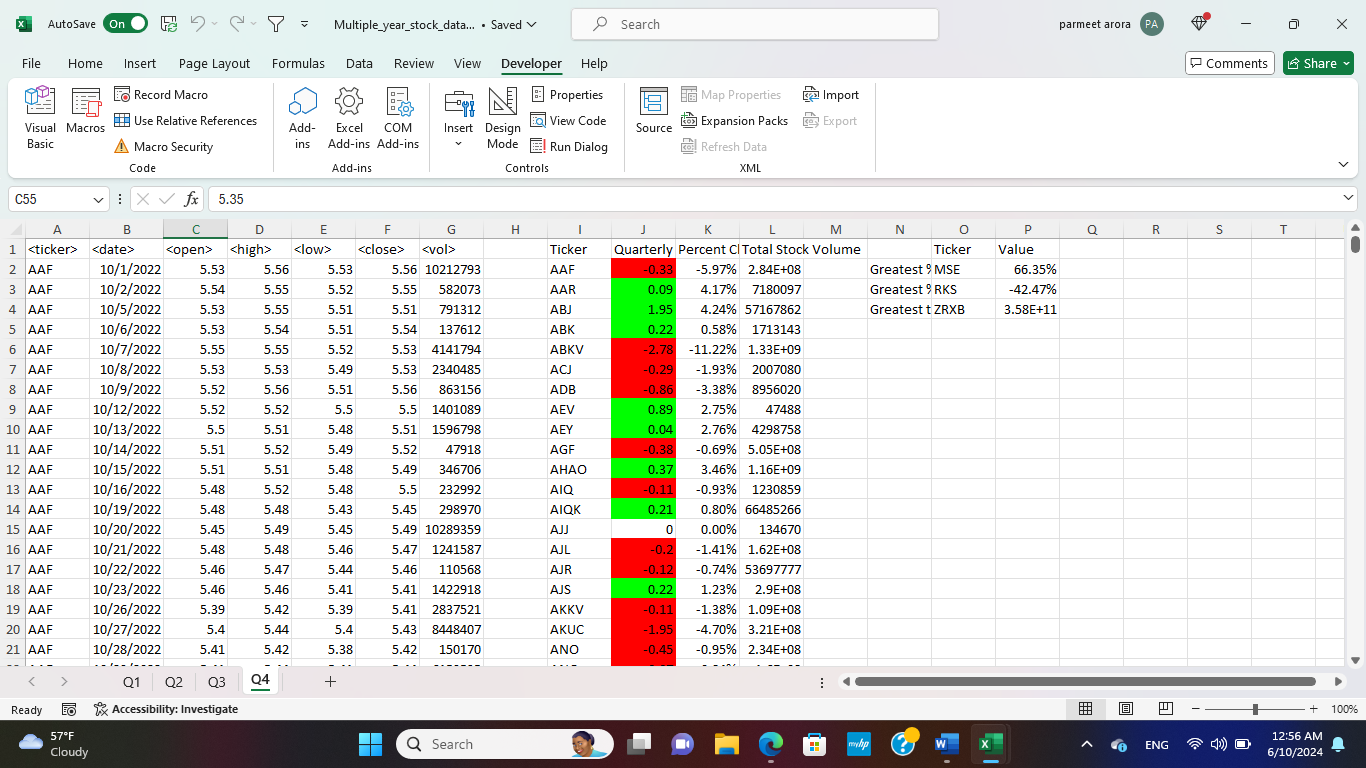 AutoSave On Multiple_year_stock_data... • Saved Search parmeet arora PA
File Home Insert Page Layout Formulas Data Review View Developer Help Comments Share
Visual Basic
Macros
Record Macro
Use Relative References
Macro Security
Code
Add-ins
Excel Add-ins
COM Add-ins
Add-ins
Insert
Design Mode
Properties
View Code
Run Dialog
Controls
Source
Map Properties
Expansion Packs
Refresh Data
Import
Export
XML
C55 fx 5.35
A B C D E F G H I J K L M N O P Q R S T
1 <ticker> <date> <open> <high> <low> <close> <vol> Ticker Quarterly Percent Cl Total Stock Volume Ticker Value
2 AAF 10/1/2022 5.53 5.56 5.53 5.56 10212793 AAF -0.33 -5.97% 2.84E+08 Greatest % MSE 66.35%
3 AAF 10/2/2022 5.54 5.55 5.52 5.55 582073 AAR 0.09 4.17% 7180097 Greatest % RKS -42.47%
4 AAF 10/5/2022 5.53 5.55 5.51 5.51 791312 ABJ 1.95 4.24% 57167862 Greatest t ZRXB 3.58E+11
5 AAF 10/6/2022 5.53 5.54 5.51 5.54 137612 ABK 0.22 0.58% 1713143
6 AAF 10/7/2022 5.55 5.55 5.52 5.53 4141794 ABKV -2.78 -11.22% 1.33E+09
7 AAF 10/8/2022 5.53 5.53 5.49 5.53 2340485 ACJ -0.29 -1.93% 2007080
8 AAF 10/9/2022 5.52 5.56 5.51 5.56 863156 ADB -0.86 -3.38% 8956020
9 AAF 10/12/2022 5.52 5.52 5.5 5.5 1401089 AEV 0.89 2.75% 47488
10 AAF 10/13/2022 5.5 5.51 5.48 5.51 1596798 AEY 0.04 2.76% 4298758
11 AAF 10/14/2022 5.51 5.52 5.49 5.52 47918 AGF -0.38 -0.69% 5.05E+08
12 AAF 10/15/2022 5.51 5.51 5.48 5.49 346706 AHAO 0.37 3.46% 1.16E+09
13 AAF 10/16/2022 5.48 5.52 5.48 5.5 232992 AIQ -0.11 -0.93% 1230859
14 AAF 10/19/2022 5.48 5.48 5.43 5.45 298970 AIQK 0.21 0.80% 66485266
15 AAF 10/20/2022 5.45 5.49 5.45 5.49 10289359 AJJ 0 0.00% 134670
16 AAF 10/21/2022 5.48 5.48 5.46 5.47 1241587 AJL -0.2 -1.41% 1.62E+08
17 AAF 10/22/2022 5.46 5.47 5.44 5.46 110568 AJR -0.12 -0.74% 53697777
18 AAF 10/23/2022 5.46 5.46 5.41 5.41 1422918 AJS 0.22 1.23% 2.9E+08
19 AAF 10/26/2022 5.39 5.42 5.39 5.41 2837521 AKKV -0.11 -1.38% 1.09E+08
20 AAF 10/27/2022 5.4 5.44 5.4 5.43 8448407 AKUC -1.95 -4.70% 3.21E+08
21 AAF 10/28/2022 5.41 5.42 5.38 5.42 150170 ANO -0.45 -0.95% 2.34E+08
Q1 Q2 Q3 Q4
Ready Accessibility: Investigate 100%
57°F
Cloudy
Search
myhp
ENG
12:56 AM
6/10/2024